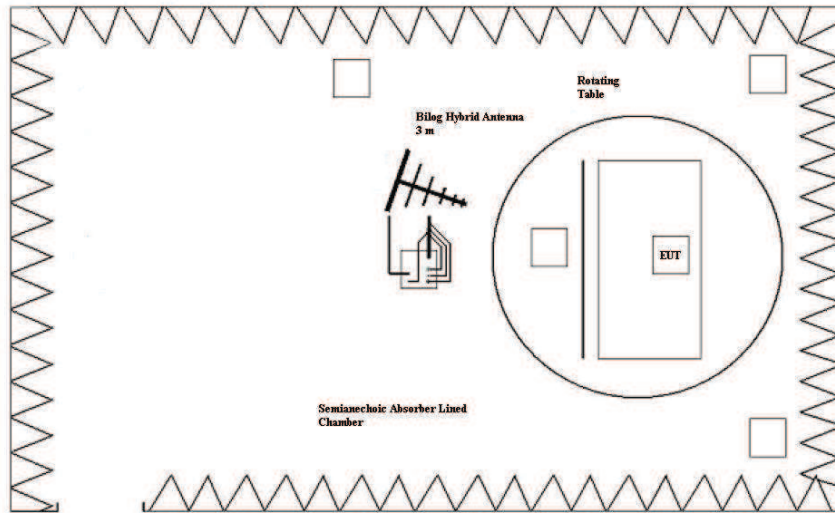 Rotating
Table
Bilog Hybrid Antenna
3 m
EUT
Semianechoic Absorber Lined
Chamber